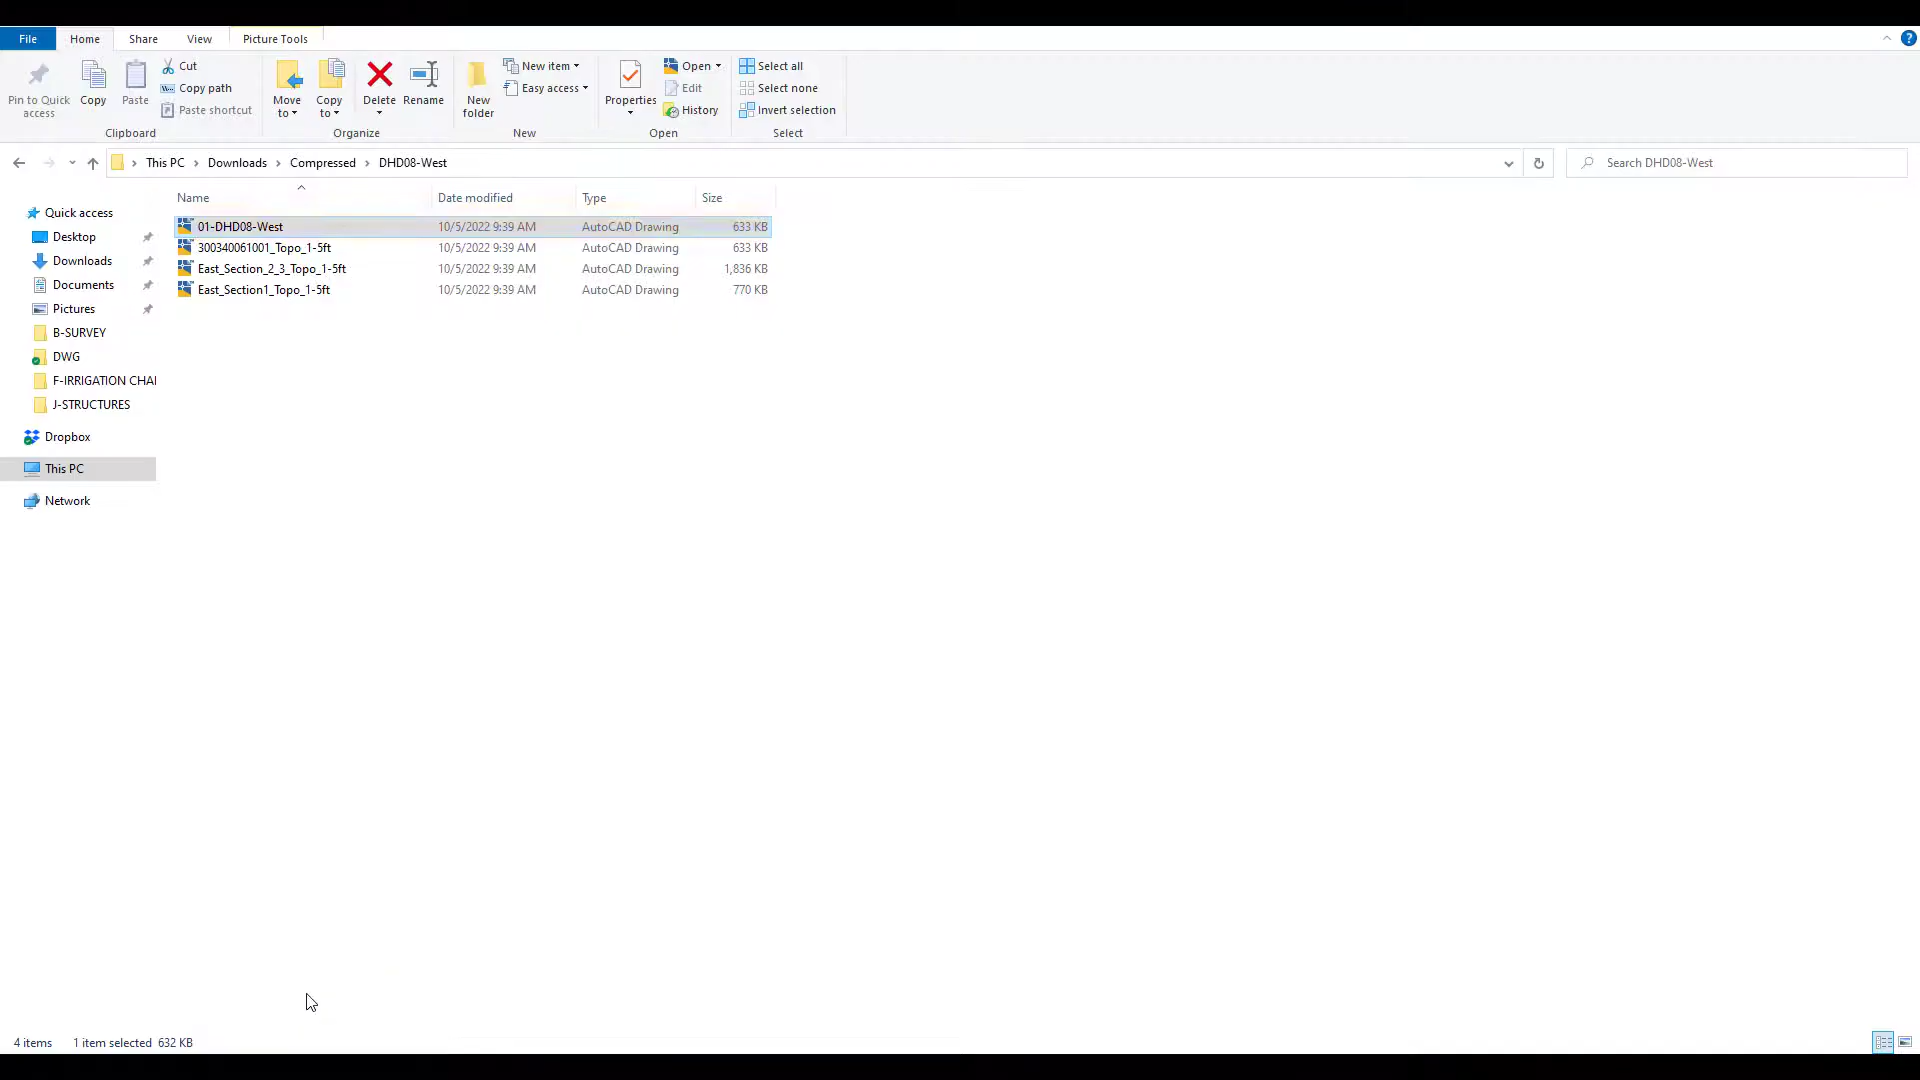 File Home Share View Picture Tools ?
Pin to Quick access Copy Paste Cut Copy path Paste shortcut Move to Copy to Delete Rename New folder New item Easy access Properties Open Edit History Select all Select none Invert selection
Clipboard Organize New Open Select
This PC Downloads Compressed DHD08-West Search DHD08-West
Name Date modified Type Size
01-DHD08-West 10/5/2022 9:39 AM AutoCAD Drawing 633 KB
300340061001_Topo_1-5ft 10/5/2022 9:39 AM AutoCAD Drawing 633 KB
East_Section_2_3_Topo_1-5ft 10/5/2022 9:39 AM AutoCAD Drawing 1,836 KB
East_Section1_Topo_1-5ft 10/5/2022 9:39 AM AutoCAD Drawing 770 KB
Quick access
Desktop
Downloads
Documents
Pictures
B-SURVEY
DWG
F-IRRIGATION CHAI
J-STRUCTURES
Dropbox
This PC
Network
4 items 1 item selected 632 KB